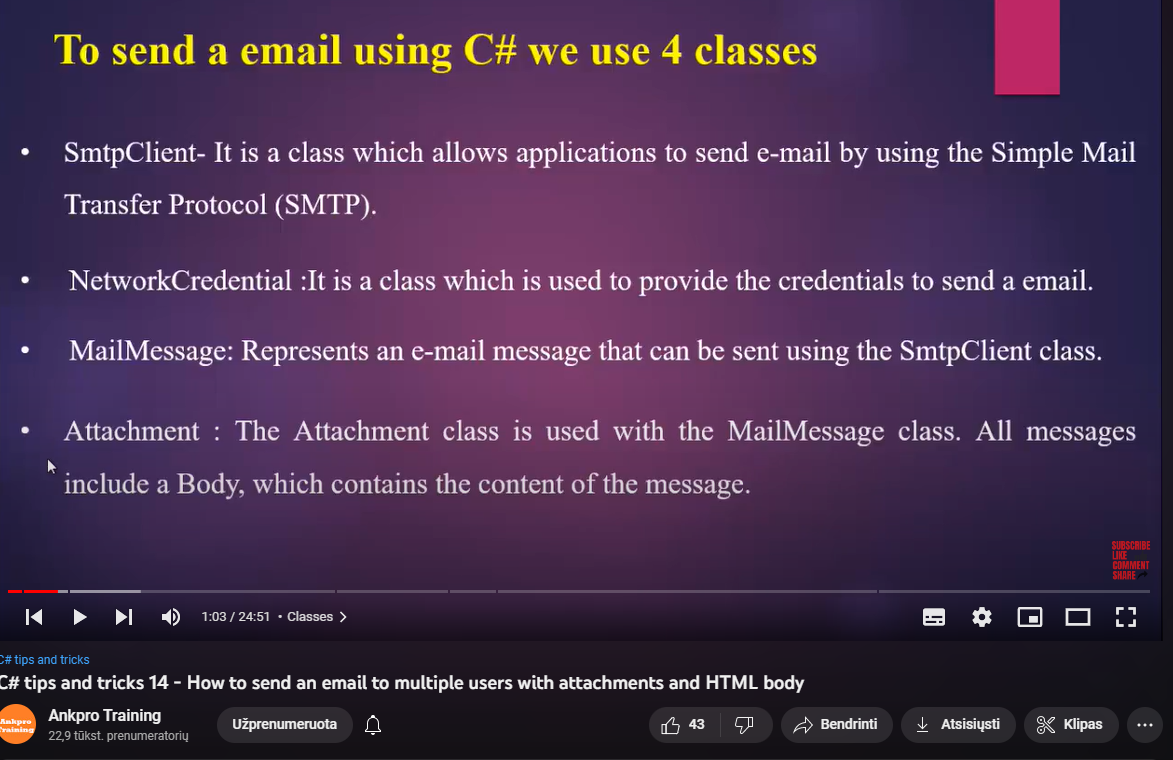 To send a email using C# we use 4 classes
• SmtpClient- It is a class which allows applications to send e-mail by using the Simple Mail
Transfer Protocol (SMTP).
• NetworkCredential :It is a class which is used to provide the credentials to send a email.
• MailMessage: Represents an e-mail message that can be sent using the SmtpClient class.
• Attachment : The Attachment class is used with the MailMessage class. All messages
include a Body, which contains the content of the message.
SUBSCRIBE
LIKE
COMMENT
SHARE
1:03 / 24:51 • Classes
C# tips and tricks
C# tips and tricks 14 - How to send an email to multiple users with attachments and HTML body
Ankpro
Training
Ankpro Training
22,9 tūkst. prenumeratorių
Užprenumeruota
43
Bendrinti
Atsisiųsti
Klipas